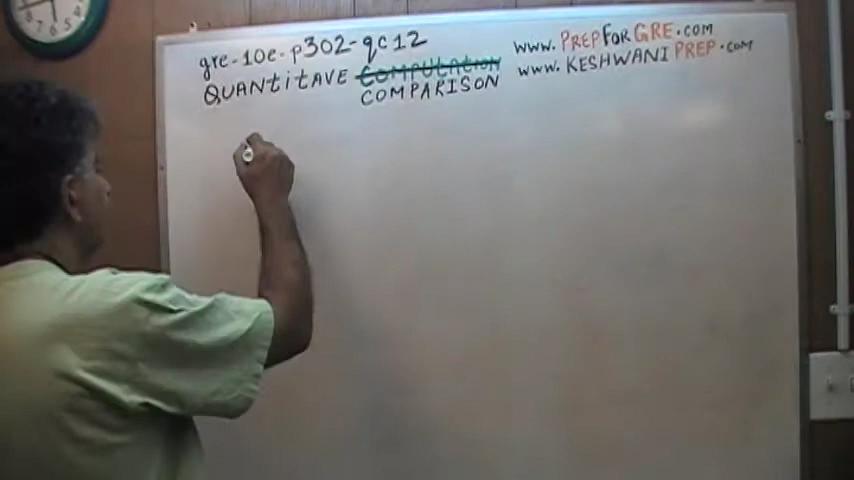 gre-10e-p302-qc12
QUANtitAVE COMPUTATION
COMPARISON
www. PREPFORGRE.COM
www. KESHWANIPREP.COM